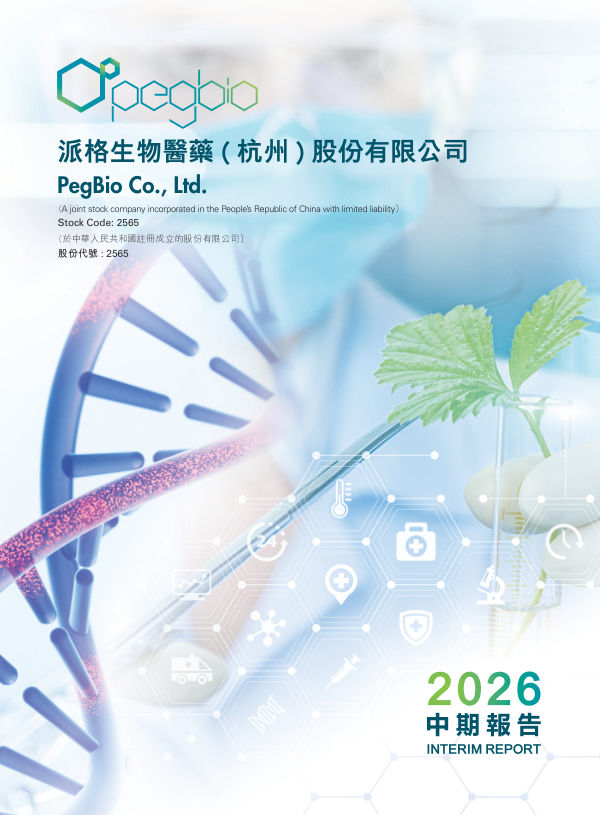 pegbio
派格生物醫藥(杭州)股份有限公司
PegBio Co., Ltd.
(A joint stock company incorporated in the People's Republic of China with limited liability)
Stock Code: 2565
(於中華人民共和國註冊成立的股份有限公司)
股份代號 : 2565
24
2026
中期報告
INTERIM REPORT